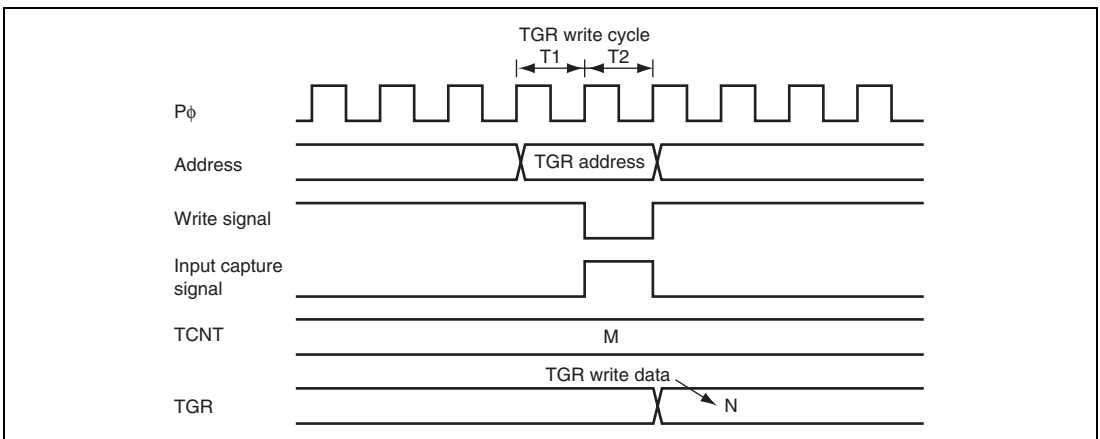 TGR write cycle
T1 T2
Pφ
Address
TGR address
Write signal
Input capture
signal
TCNT
M
TGR write data
TGR
N